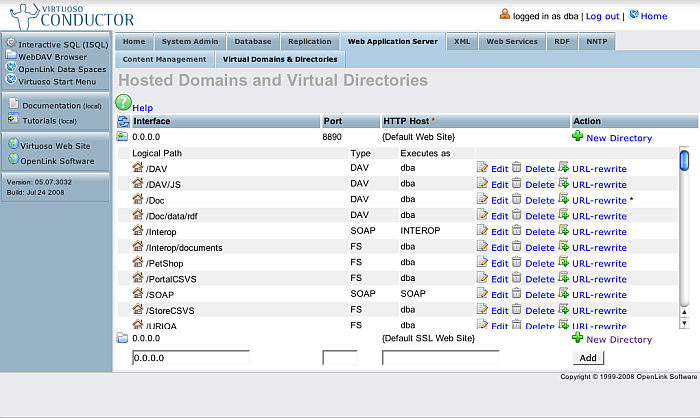 VIRTUOSO
CONDUCTOR
logged in as dba | Log out | Home
Interactive SQL (ISQL)
WebDAV Browser
OpenLink Data Spaces
Virtuoso Start Menu
Documentation (local)
Tutorials (local)
Virtuoso Web Site
OpenLink Software
Version: 05.07.3032
Build: Jul 24 2008
Home System Admin Database Replication Web Application Server XML Web Services RDF NNTP
Content Management Virtual Domains & Directories
Hosted Domains and Virtual Directories
? Help
Interface Port HTTP Host * Action
0.0.0.0 8890 {Default Web Site} New Directory
Logical Path Type Executes as
/DAV DAV dba Edit Delete URL-rewrite
/DAV/JS DAV dba Edit Delete URL-rewrite
/Doc DAV dba Edit Delete URL-rewrite *
/Doc/data/rdf DAV dba Edit Delete URL-rewrite
/Interop SOAP INTEROP Edit Delete URL-rewrite
/Interop/documents FS dba Edit Delete URL-rewrite
/PetShop FS dba Edit Delete URL-rewrite
/PortalCSVS FS dba Edit Delete URL-rewrite
/SOAP SOAP SOAP Edit Delete URL-rewrite
/StoreCSVS FS dba Edit Delete URL-rewrite
/URIQA FS dba Edit Delete URL-rewrite
0.0.0.0 {Default SSL Web Site} New Directory
0.0.0.0 Add
Copyright © 1999-2008 OpenLink Software